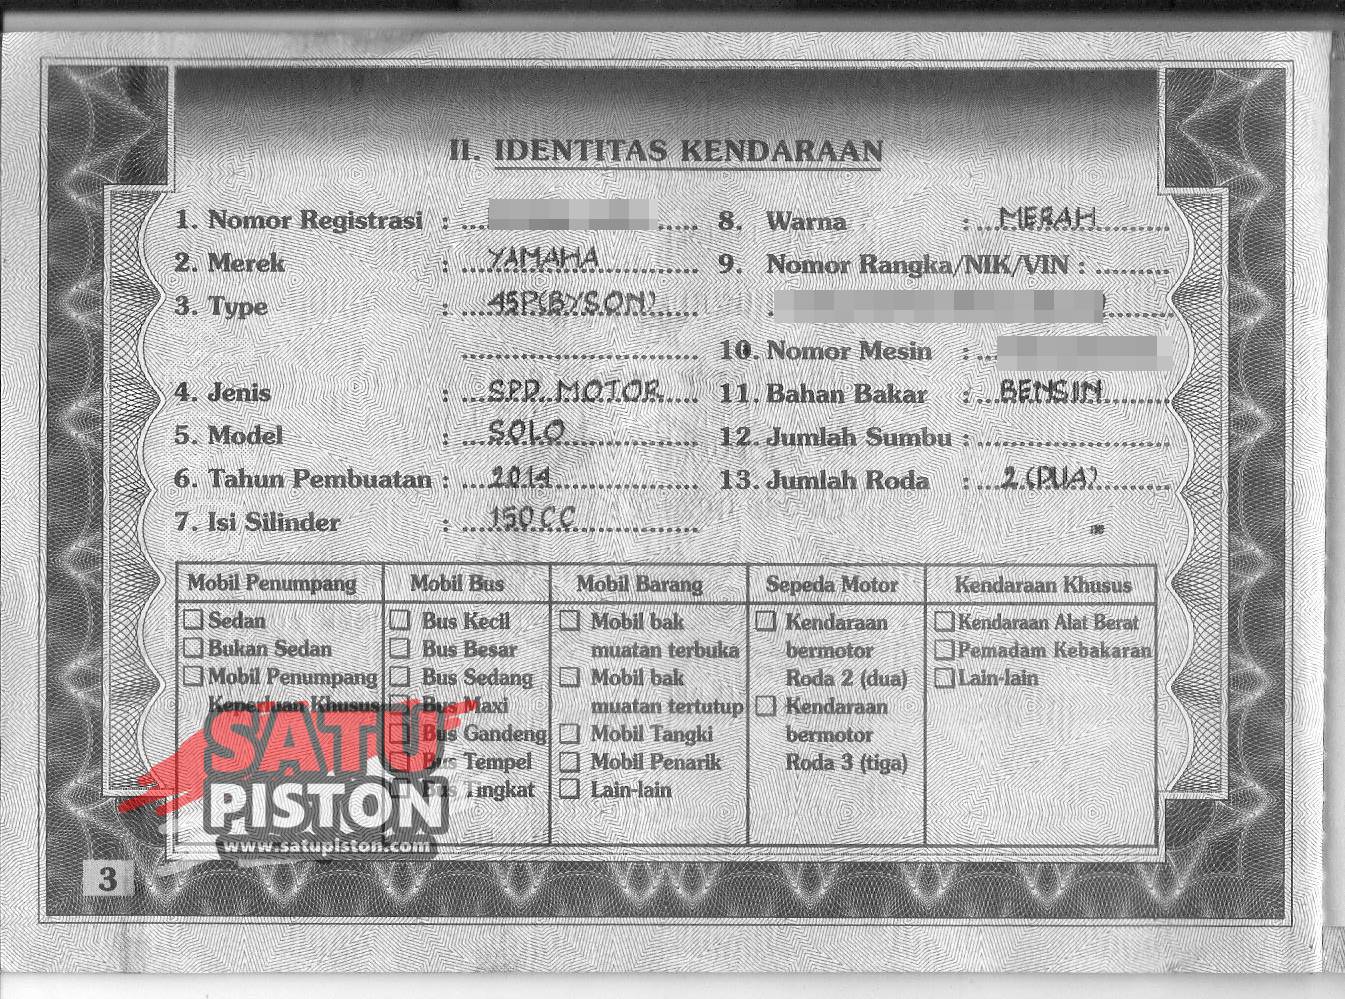 II. IDENTITAS KENDARAAN
1. Nomor Registrasi :
2. Merek : YAMAHA
3. Type : 45P(BYSON)
4. Jenis : SPD. MOTOR
5. Model : SOLO
6. Tahun Pembuatan : 2014
7. Isi Silinder : 150 CC
8. Warna : MERAH
9. Nomor Rangka/NIK/VIN :
10. Nomor Mesin :
11. Bahan Bakar : BENSIN
12. Jumlah Sumbu :
13. Jumlah Roda : 2 (DUA)
Mobil Penumpang
Sedan
Bukan Sedan
Mobil Penumpang
Keperluan Khusus
Mobil Bus
Bus Kecil
Bus Besar
Bus Sedang
Bus Maxi
Bus Gandeng
Bus Tempel
Bus Tingkat
Mobil Barang
Mobil bak
muatan terbuka
Mobil bak
muatan tertutup
Mobil Tangki
Mobil Penarik
Lain-lain
Sepeda Motor
Kendaraan
bermotor
Roda 2 (dua)
Kendaraan
bermotor
Roda 3 (tiga)
Kendaraan Khusus
Kendaraan Alat Berat
Pemadam Kebakaran
Lain-lain
SATU
PISTON
www.satupiston.com
3